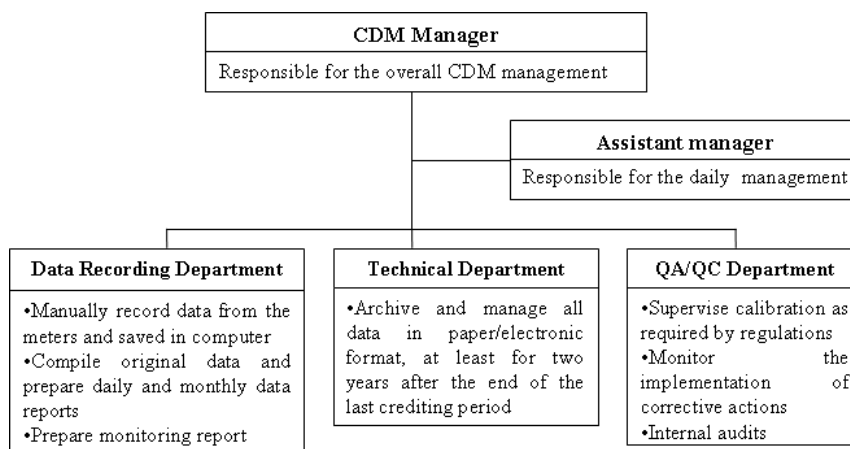 CDM Manager
Responsible for the overall CDM management
Assistant manager
Responsible for the daily management
Data Recording Department
•Manually record data from the
meters and saved in computer
•Compile original data and
prepare daily and monthly data
reports
•Prepare monitoring report
Technical Department
•Archive and manage all
data in paper/electronic
format, at least for two
years after the end of the
last crediting period
QA/QC Department
•Supervise calibration as
required by regulations
•Monitor the
implementation of
corrective actions
•Internal audits